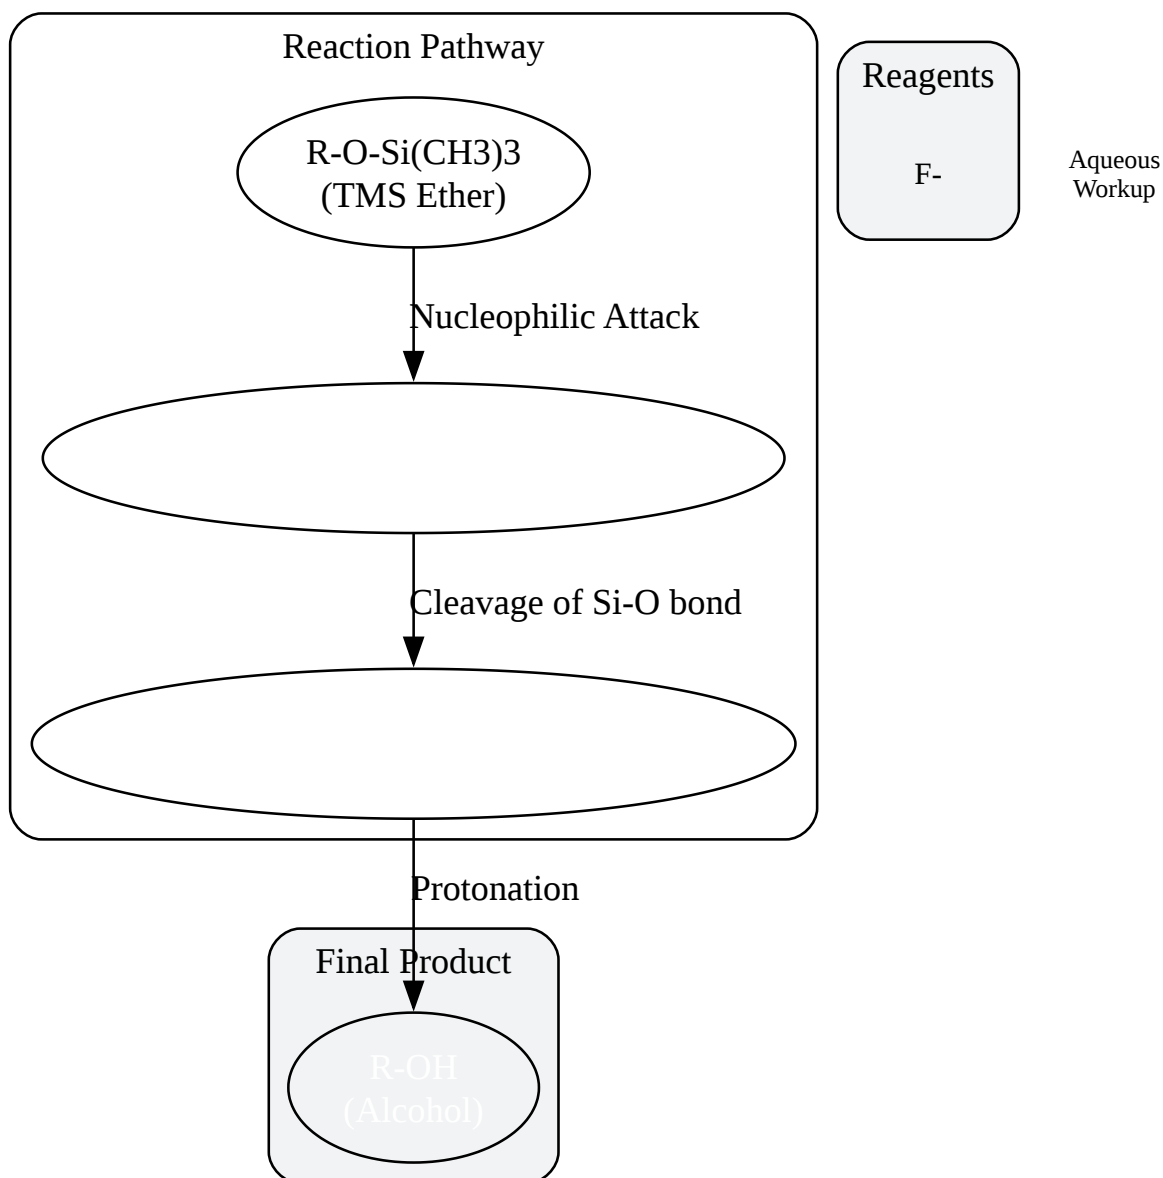 Reaction Pathway
R-O-Si(CH3)3
(TMS Ether)
Nucleophilic Attack
Cleavage of Si-O bond
Protonation
Final Product
R-OH
(Alcohol)
Reagents
F-
Aqueous
Workup